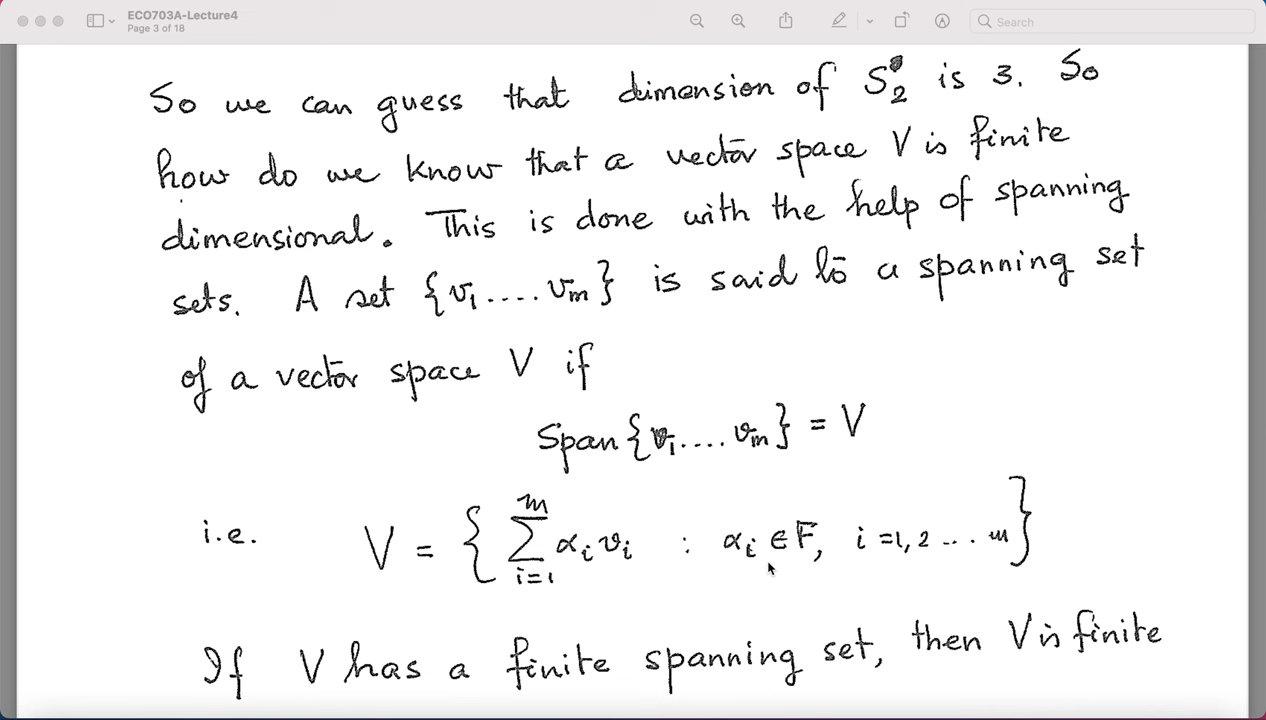 ECO703A-Lecture4
Page 3 of 18
Search
So we can guess that dimension of S₂ is 3. So
how do we know that a vector space V is finite
dimensional. This is done with the help of spanning
sets. A set {v₁ .... vₘ} is said to a spanning set
of a vector space V if
Span {v₁ .... vₘ} = V
i.e. V = { ∑ᵢ₌₁ᵐ αᵢ vᵢ : αᵢ ∈ F, i = 1, 2 ... m }
If V has a finite spanning set, then V is finite